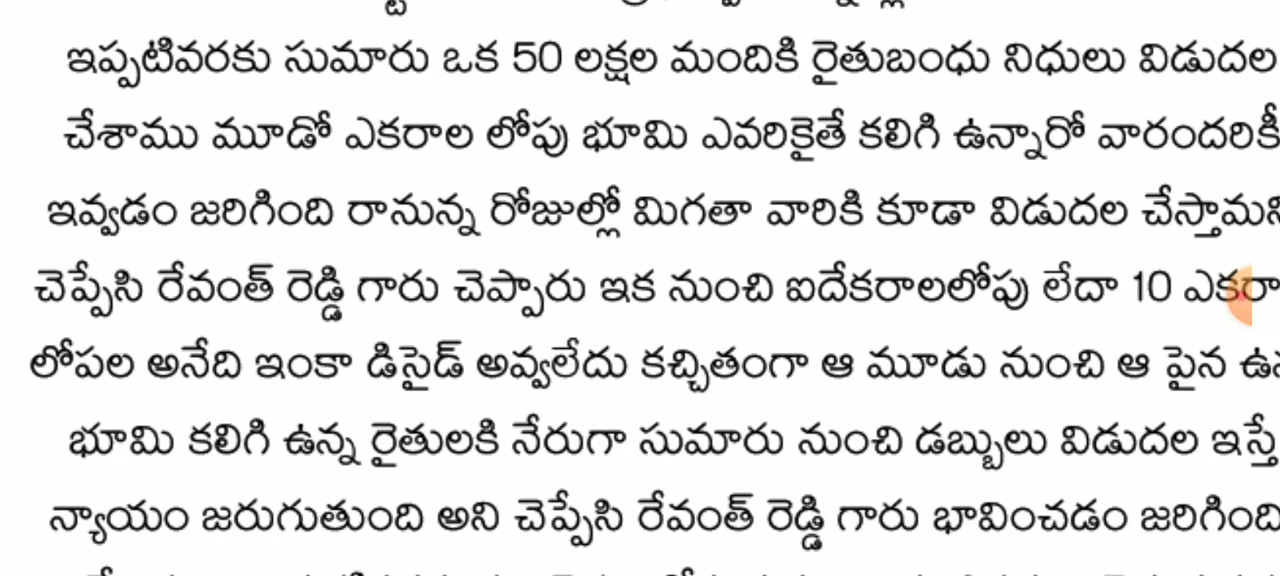 ఇప్పటివరకు సుమారు ఒక 50 లక్షల మందికి రైతుబంధు నిధులు విడుదల
చేశాము మూడో ఎకరాల లోపు భూమి ఎవరికైతే కలిగి ఉన్నారో వారందరికీ
ఇవ్వడం జరిగింది రానున్న రోజుల్లో మిగతా వారికి కూడా విడుదల చేస్తామని
చెప్పేసి రేవంత్ రెడ్డి గారు చెప్పారు ఇక నుంచి ఐదేకరాలలోపు లేదా 10 ఎకరా
లోపల అనేది ఇంకా డిసైడ్ అవ్వలేదు కచ్చితంగా ఆ మూడు నుంచి ఆ పైన
భూమి కలిగి ఉన్న రైతులకి నేరుగా సుమారు నుంచి డబ్బులు విడుదల ఇస్తే
న్యాయం జరుగుతుంది అని చెప్పేసి రేవంత్ రెడ్డి గారు భావించడం జరిగింది